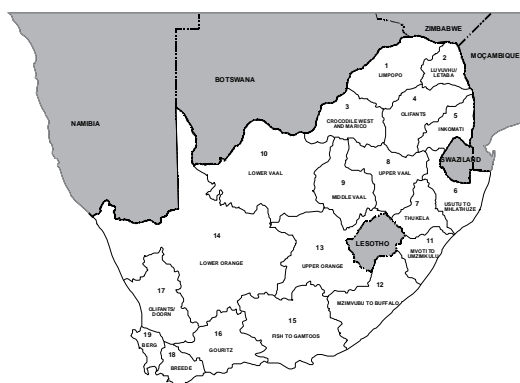 ZIMBABWE
MOÇAMBIQUE
BOTSWANA
NAMIBIA
SWAZILAND
LESOTHO
1
LIMPOPO
2
LUVUVHU/
LETABA
3
CROCODILE WEST
AND MARICO
4
OLIFANTS
5
INKOMATI
6
USUTU TO
MHLATHUZE
7
THUKELA
8
UPPER VAAL
9
MIDDLE VAAL
10
LOWER VAAL
11
MVOTI TO
UMZIMKULU
12
MZIMVUBU TO BUFFALO
13
UPPER ORANGE
14
LOWER ORANGE
15
FISH TO GAMTOOS
16
GOURITZ
17
OLIFANTS/
DOORN
18
BREEDE
19
BERG